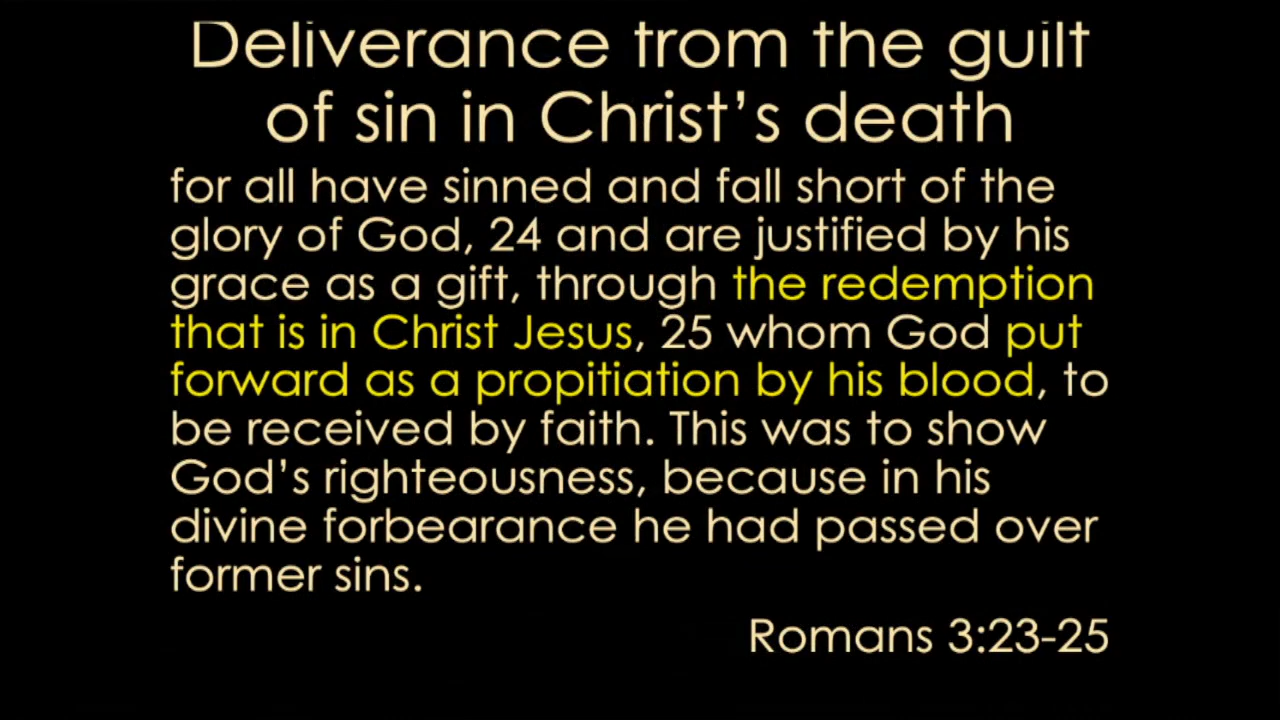 Deliverance from the guilt
of sin in Christ’s death
for all have sinned and fall short of the
glory of God, 24 and are justified by his
grace as a gift, through the redemption
that is in Christ Jesus, 25 whom God put
forward as a propitiation by his blood, to
be received by faith. This was to show
God’s righteousness, because in his
divine forbearance he had passed over
former sins.
Romans 3:23-25